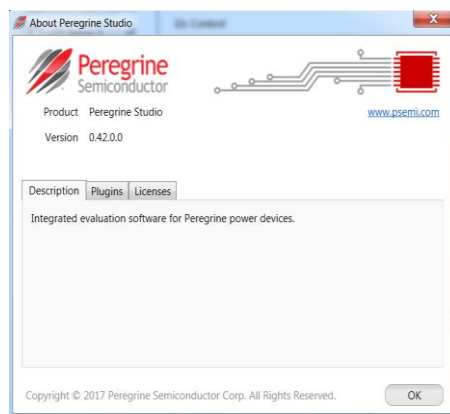 About Peregrine Studio
Peregrine
Semiconductor
Product Peregrine Studio
www.psemi.com
Version 0.42.0.0
Description Plugins Licenses
Integrated evaluation software for Peregrine power devices.
Copyright © 2017 Peregrine Semiconductor Corp. All Rights Reserved.
OK